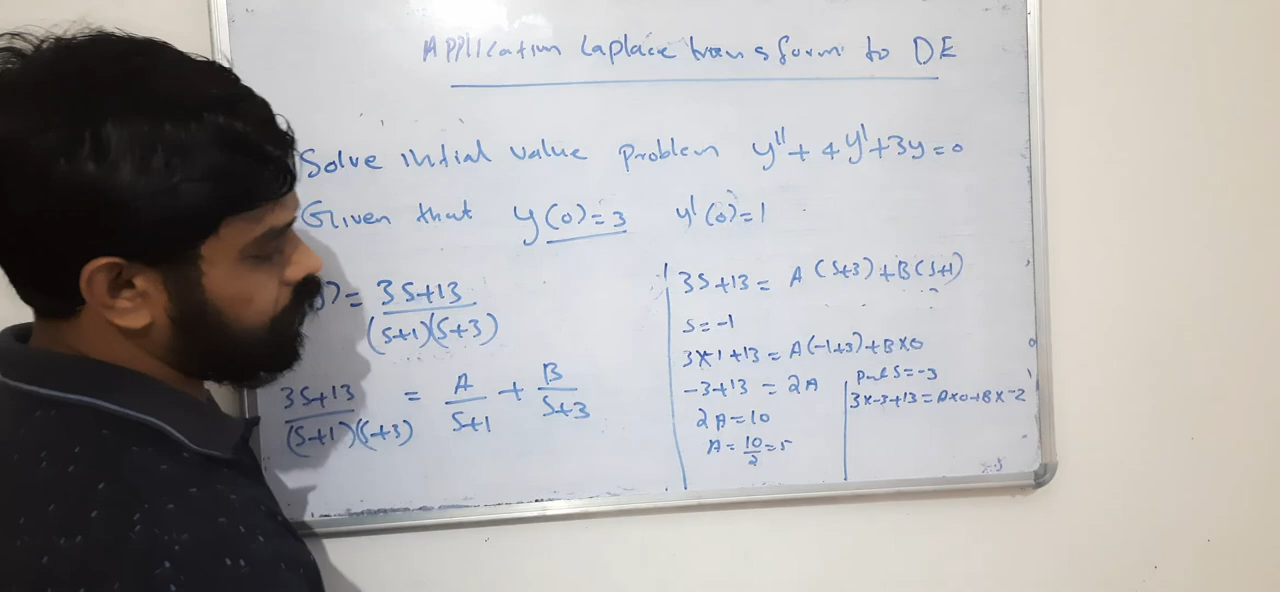 Application Laplace transform to DE
Solve initial value problem y'' + 4y' + 3y = 0
Given that y(0)=3 y'(0)=1
) = 3s+13
(s+1)(s+3)
3s+13 = A + B
(s+1)(s+3) s+1 s+3
3s+13 = A(s+3)+B(s+1)
s=-1
3×-1+13 = A(-1+3)+B×0
-3+13 = 2A
2A=10
A = 10 = 5
2
Put s=-3
3×-3+13 = A×0+B×-2